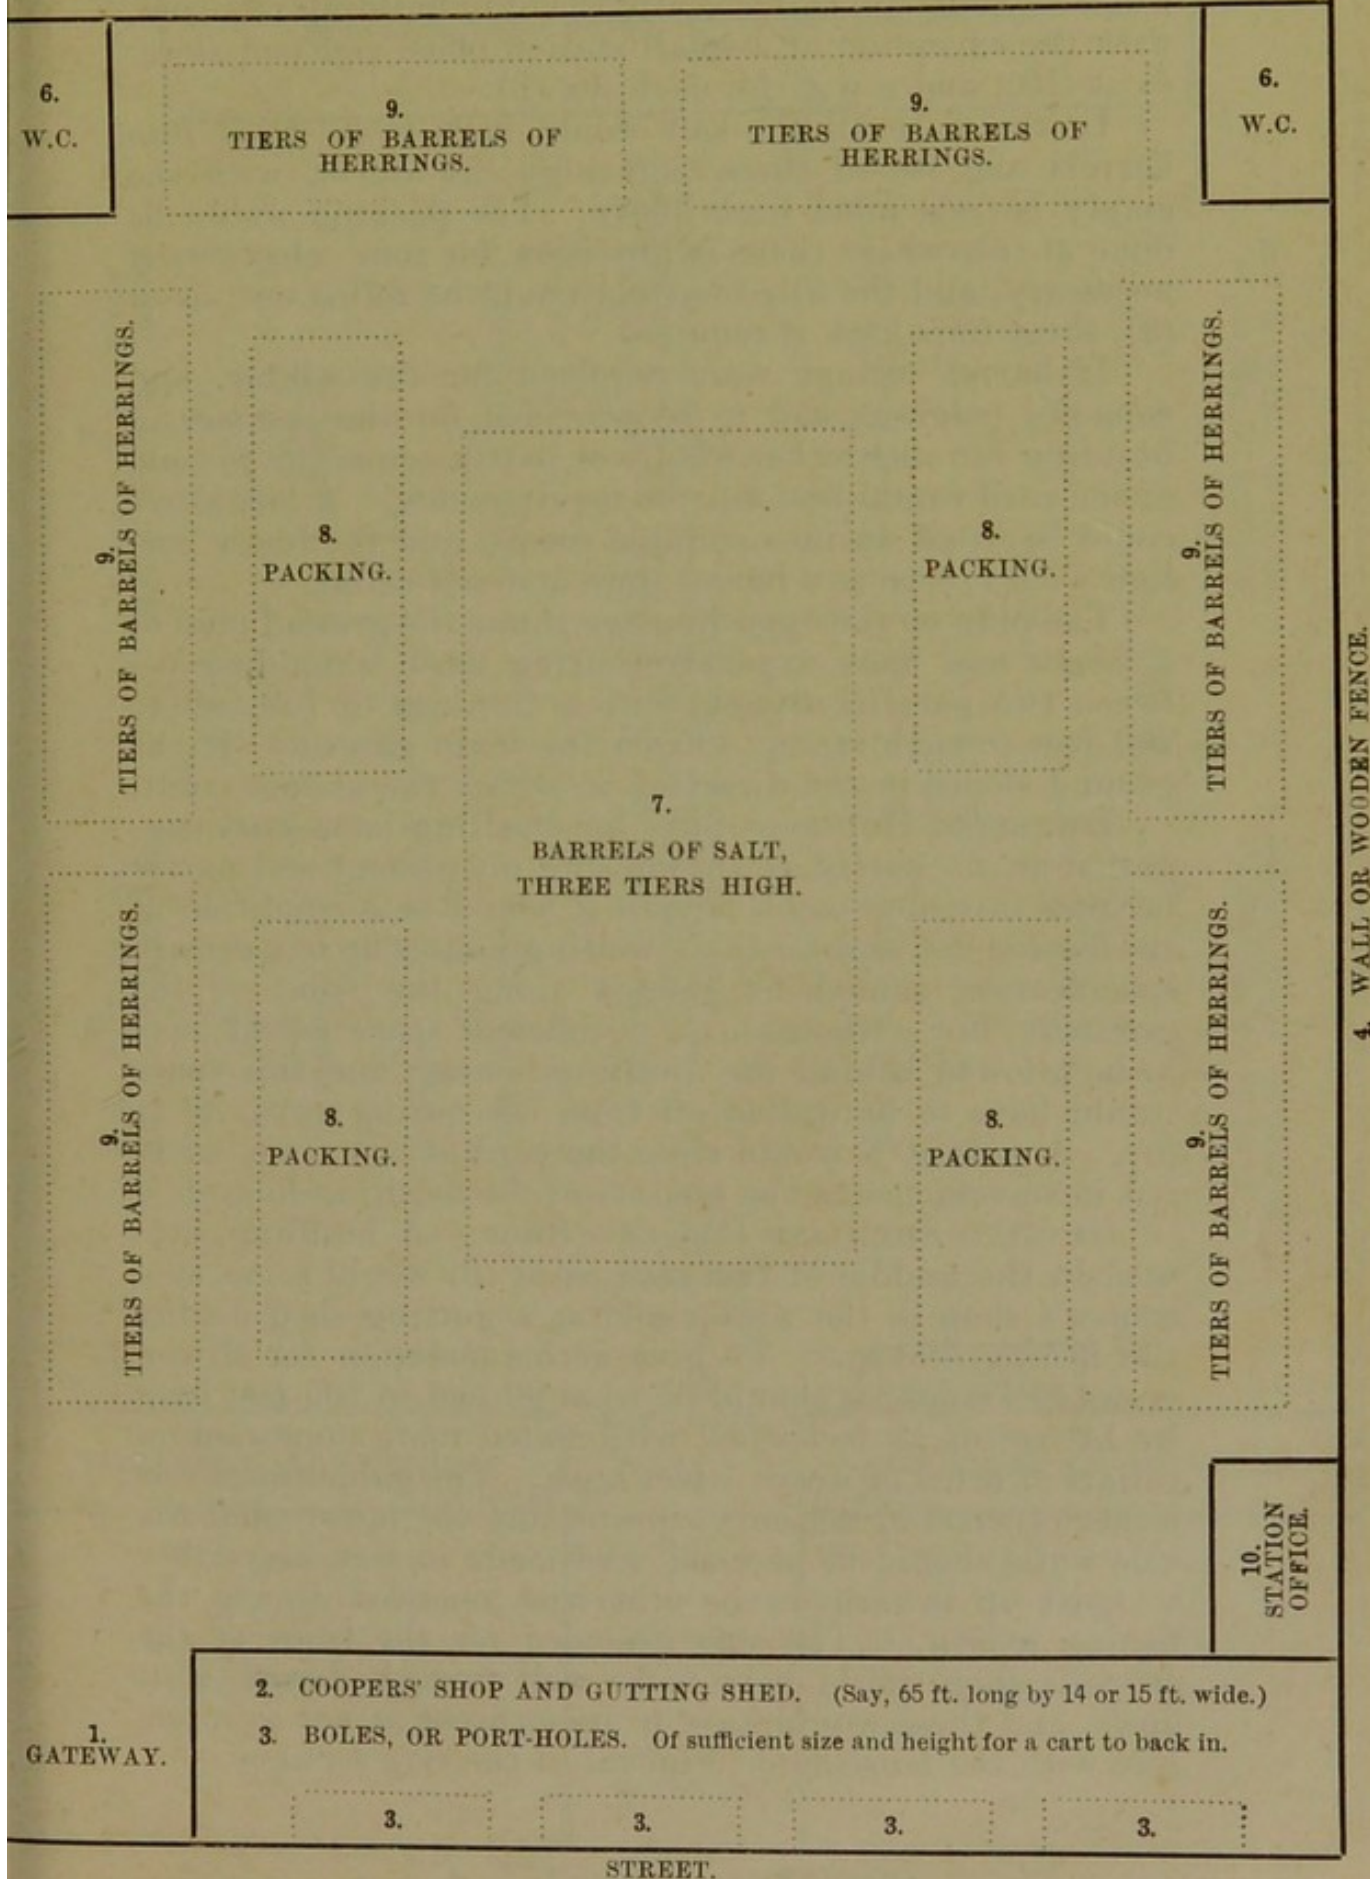 6.
W.C.
9.
TIERS OF BARRELS OF
HERRINGS.
9.
TIERS OF BARRELS OF
HERRINGS.
6.
W.C.
9.
TIERS OF BARRELS OF HERRINGS.
8.
PACKING.
8.
PACKING.
9.
TIERS OF BARRELS OF HERRINGS.
7.
BARRELS OF SALT,
THREE TIERS HIGH.
4. WALL OR WOODEN FENCE.
9.
TIERS OF BARRELS OF HERRINGS.
8.
PACKING.
8.
PACKING.
9.
TIERS OF BARRELS OF HERRINGS.
10.
STATION
OFFICE.
1.
GATEWAY.
2. COOPERS' SHOP AND GUTTING SHED. (Say, 65 ft. long by 14 or 15 ft. wide.)
3. BOLES, OR PORT-HOLES. Of sufficient size and height for a cart to back in.
3.
3.
3.
3.
STREET.